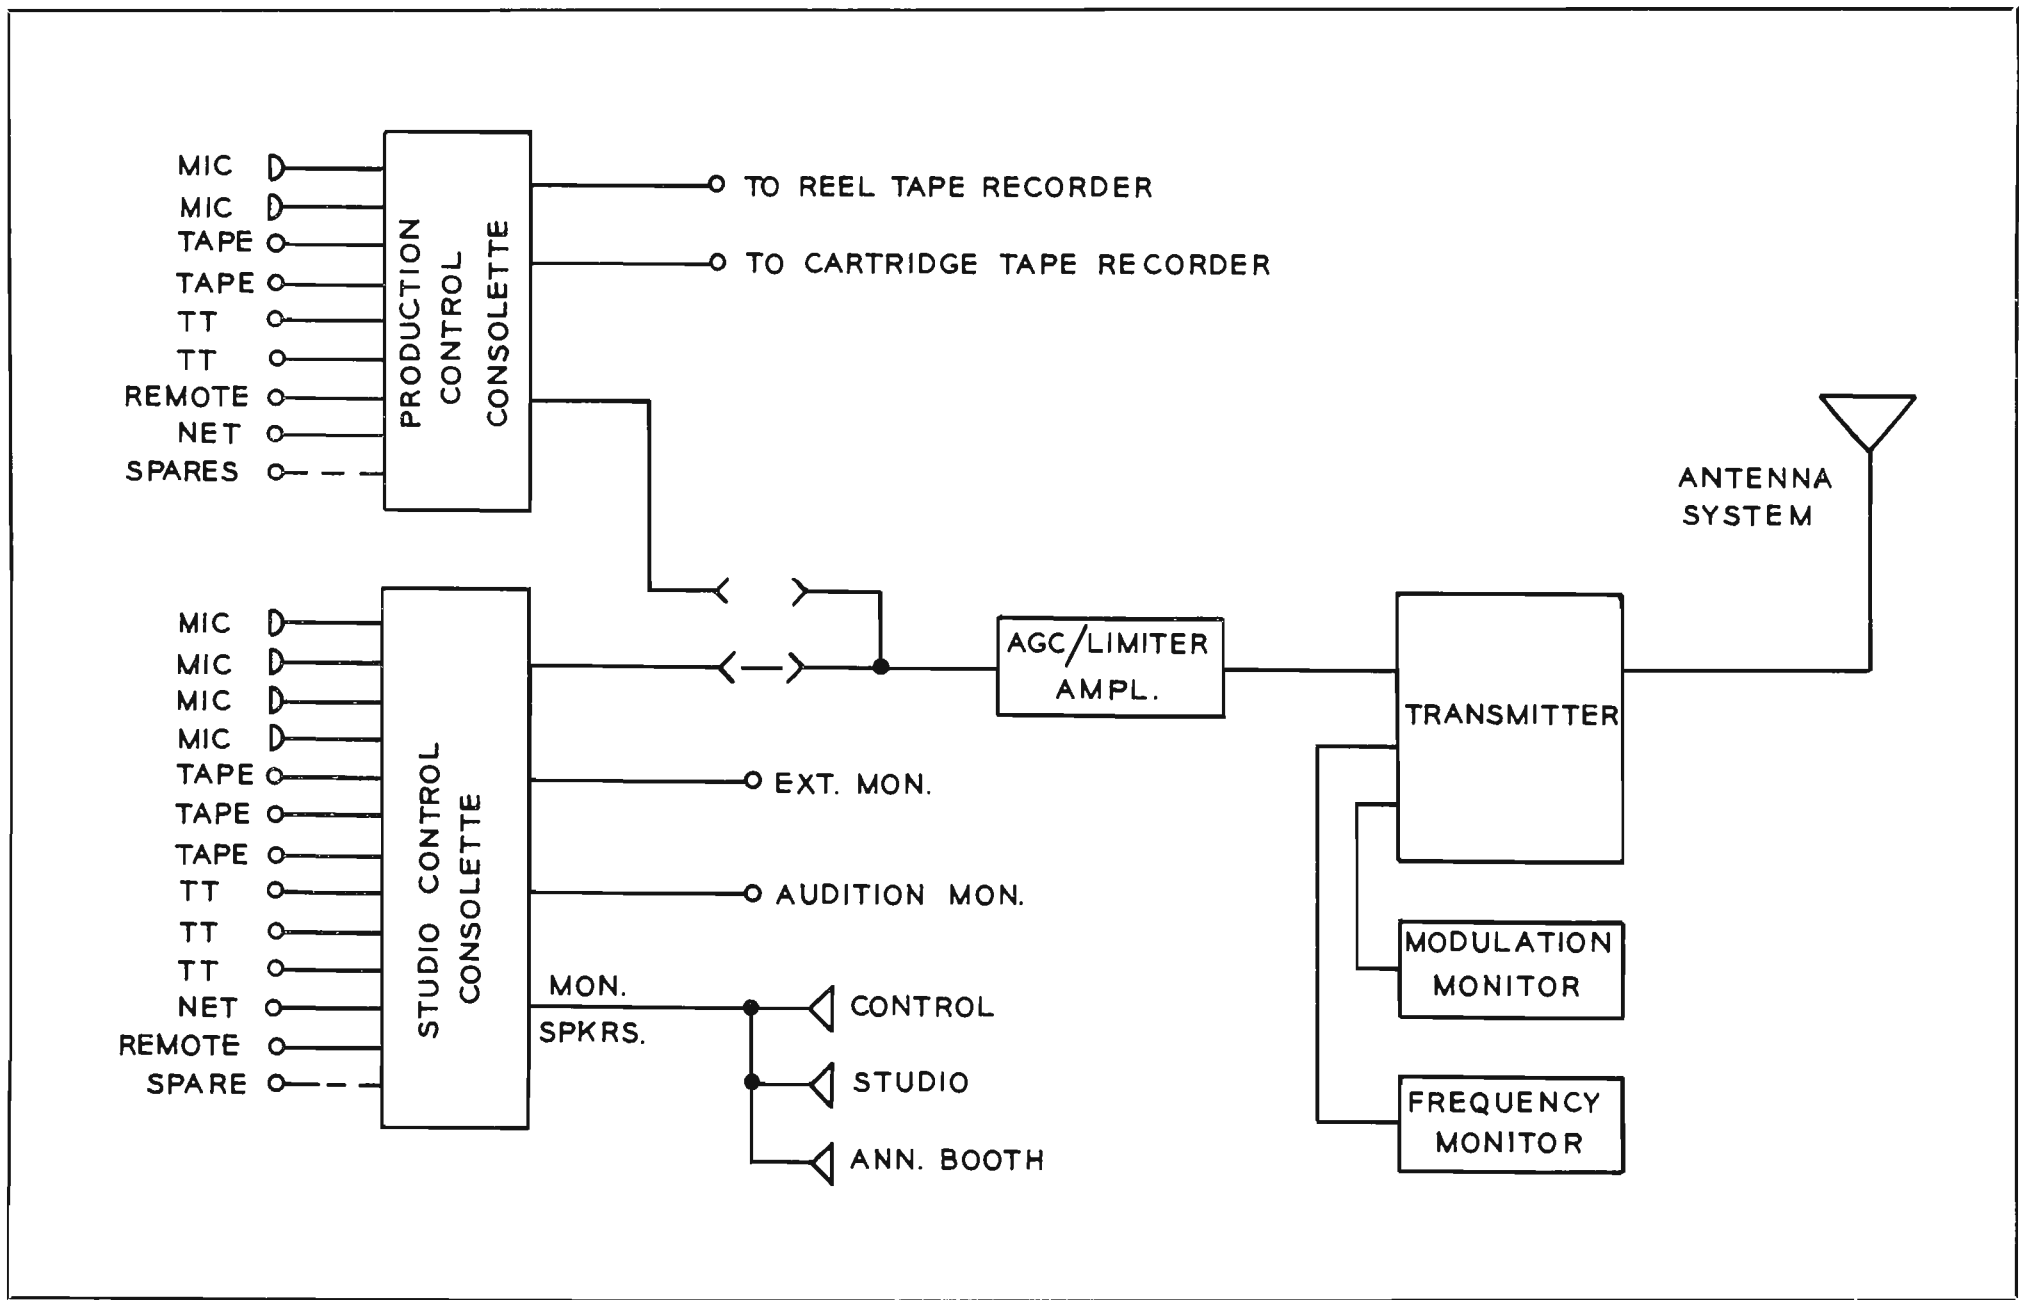 MIC
MIC
TAPE
TAPE
TT
TT
REMOTE
NET
SPARES
PRODUCTION
CONTROL
CONSOLETTE
TO REEL TAPE RECORDER
TO CARTRIDGE TAPE RECORDER
MIC
MIC
MIC
MIC
TAPE
TAPE
TAPE
TT
TT
TT
NET
REMOTE
SPARE
STUDIO CONTROL
CONSOLETTE
EXT. MON.
AUDITION MON.
MON.
SPKRS.
CONTROL
STUDIO
ANN. BOOTH
AGC/LIMITER
AMPL.
TRANSMITTER
ANTENNA
SYSTEM
MODULATION
MONITOR
FREQUENCY
MONITOR